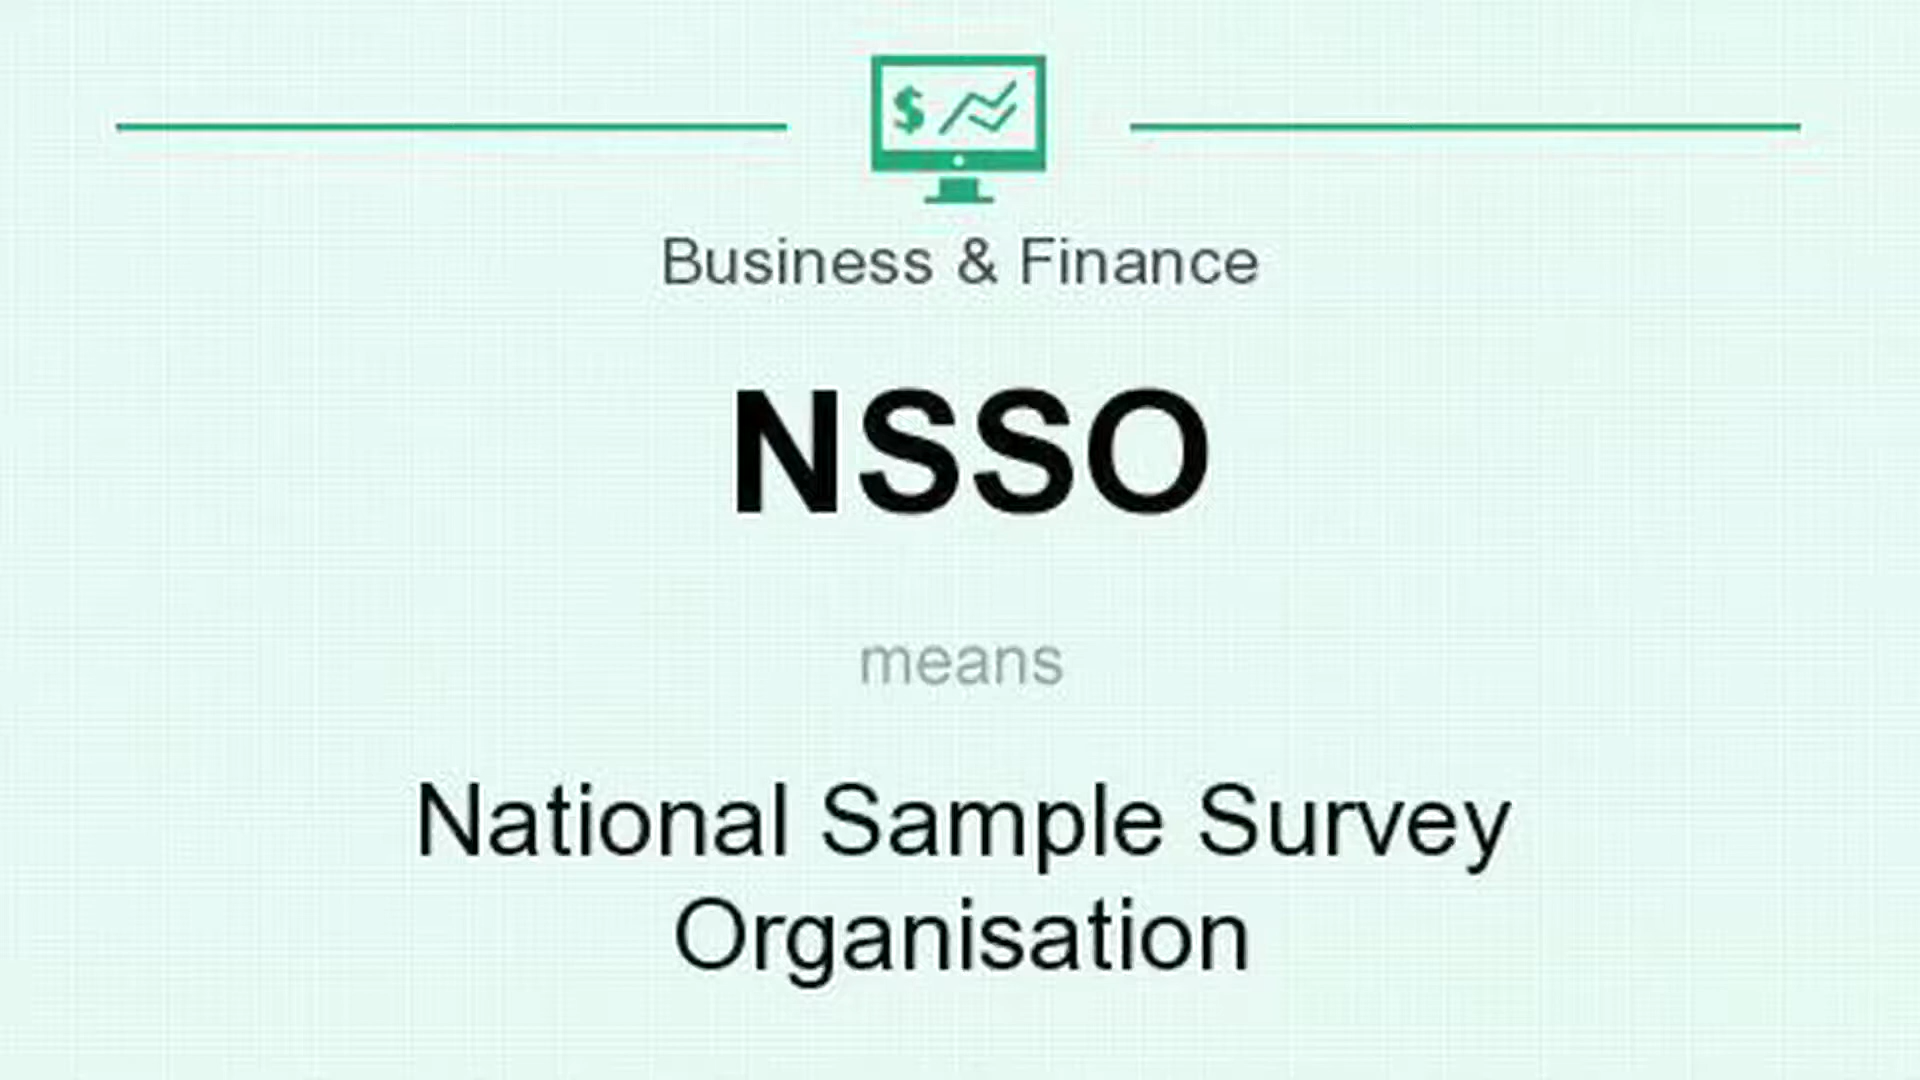 $
Business & Finance
NSSO
means
National Sample Survey
Organisation